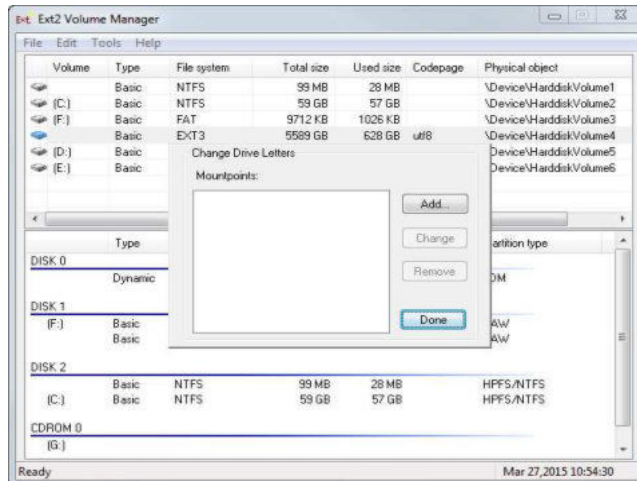 Ext2 Volume Manager
File Edit Tools Help
Volume Type File system Total size Used size Codepage Physical object
Basic NTFS 99 MB 28 MB \Device\HarddiskVolume1
(C:) Basic NTFS 59 GB 57 GB \Device\HarddiskVolume2
(F:) Basic FAT 9712 KB 1026 KB \Device\HarddiskVolume3
Basic EXT3 5589 GB 628 GB utf8 \Device\HarddiskVolume4
(D:) Basic Device\HarddiskVolume5
(E:) Basic Device\HarddiskVolume6
Change Drive Letters
Mountpoints:
Add...
Change
Remove
Done
Type artition type
DISK 0
Dynamic OM
DISK 1
(F:) Basic AW
Basic AW
DISK 2
Basic NTFS 99 MB 28 MB HPFS/NTFS
(C:) Basic NTFS 59 GB 57 GB HPFS/NTFS
CDROM 0
(G:)
Ready Mar 27,2015 10:54:30